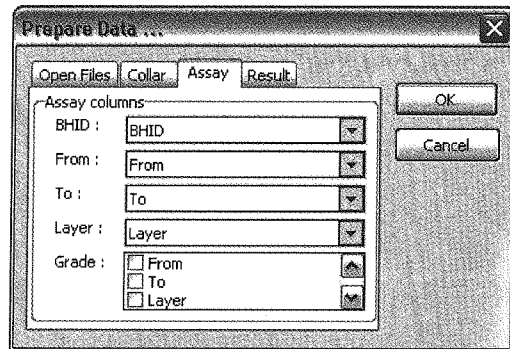 Prepare Data ...
Open Files Collar Assay Result
Assay columns
BHID : BHID
OK
From : From
Cancel
To : To
Layer : Layer
Grade : From
To
Layer